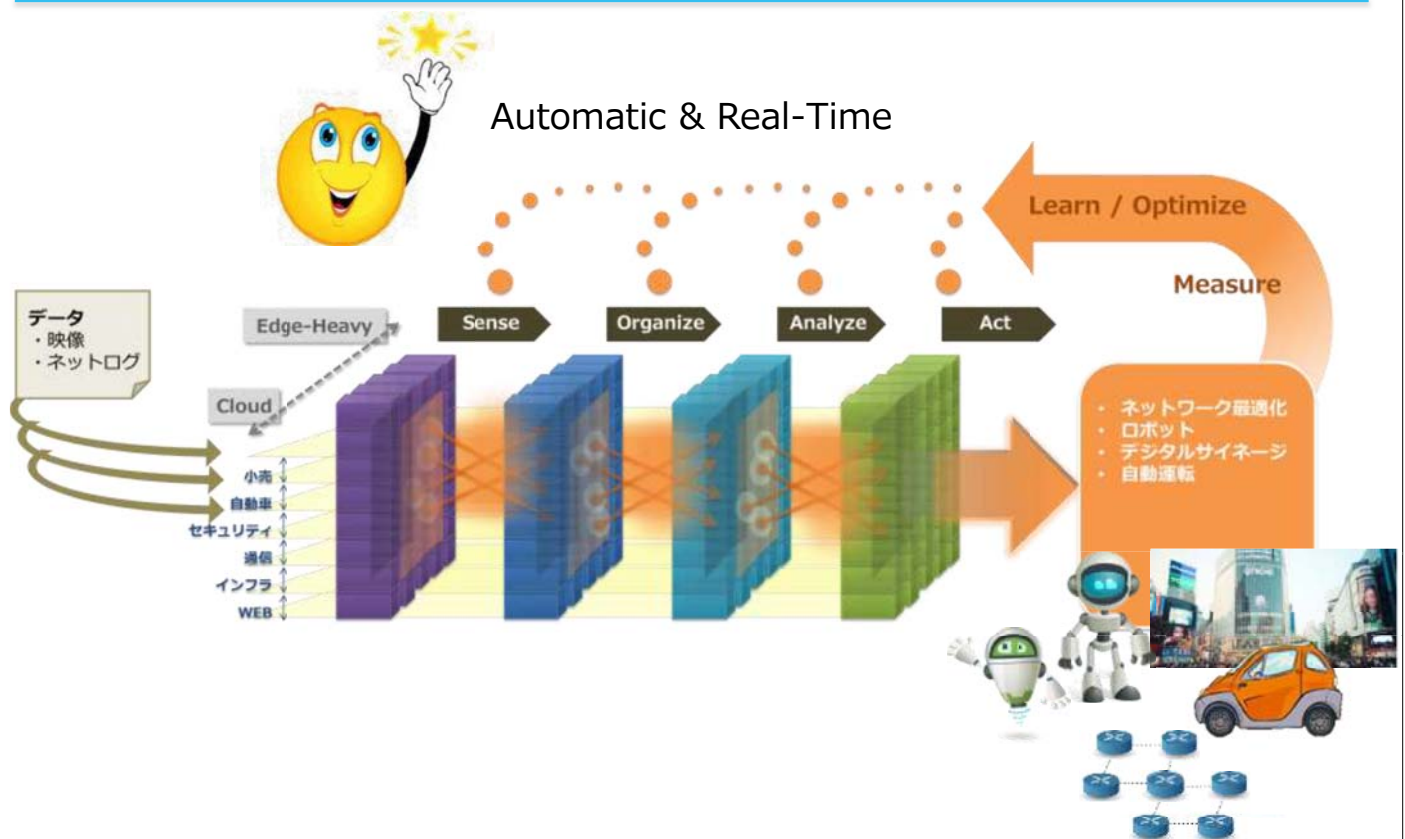 Automatic & Real-Time
Learn / Optimize
Measure
データ
・映像
・ネットログ
Edge-Heavy
Cloud
Sense
Organize
Analyze
Act
小売
自動車
セキュリティ
通信
インフラ
WEB
・ ネットワーク最適化
・ ロボット
・ デジタルサイネージ
・ 自動運転